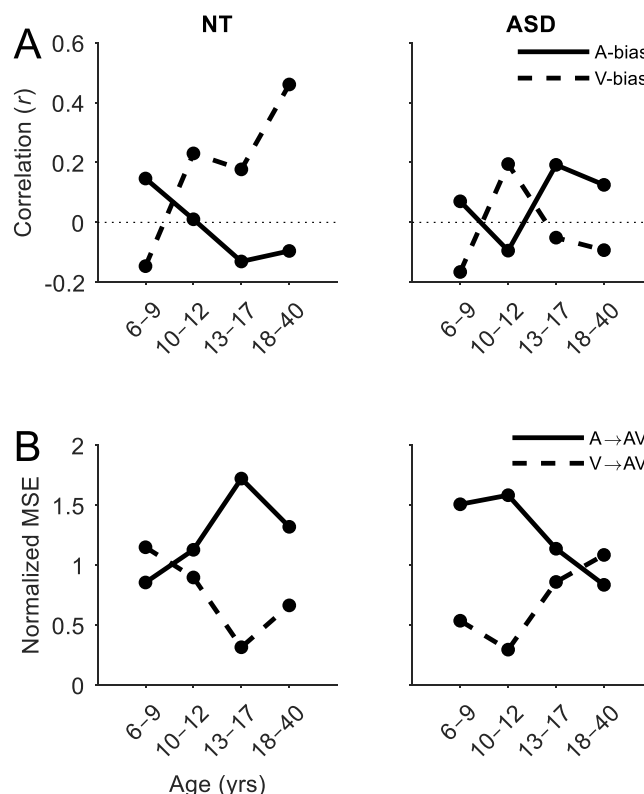 NT
ASD
A
0.6
0.4
0.2
0
-0.2
Correlation (r)
A-bias
V-bias
6–9
10–12
13–17
18–40
6–9
10–12
13–17
18–40
B
2
1.5
1
0.5
0
Normalized MSE
A→AV
V→AV
6–9
10–12
13–17
18–40
6–9
10–12
13–17
18–40
Age (yrs)